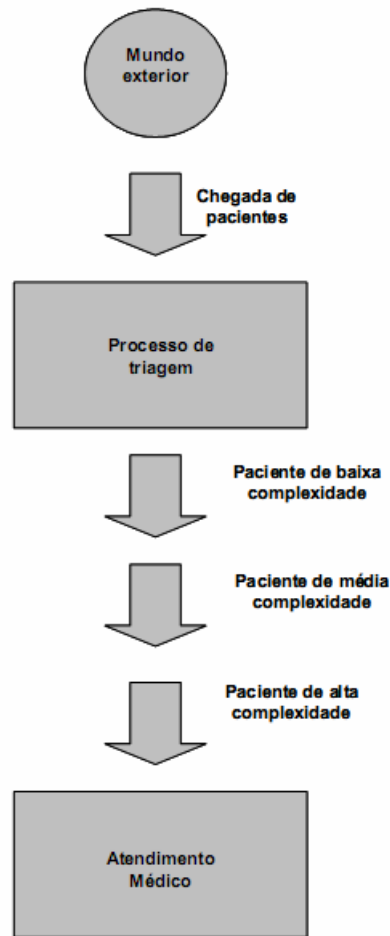 Mundo
exterior
Chegada de
pacientes
Processo de
triagem
Paciente de baixa
complexidade
Paciente de média
complexidade
Paciente de alta
complexidade
Atendimento
Médico